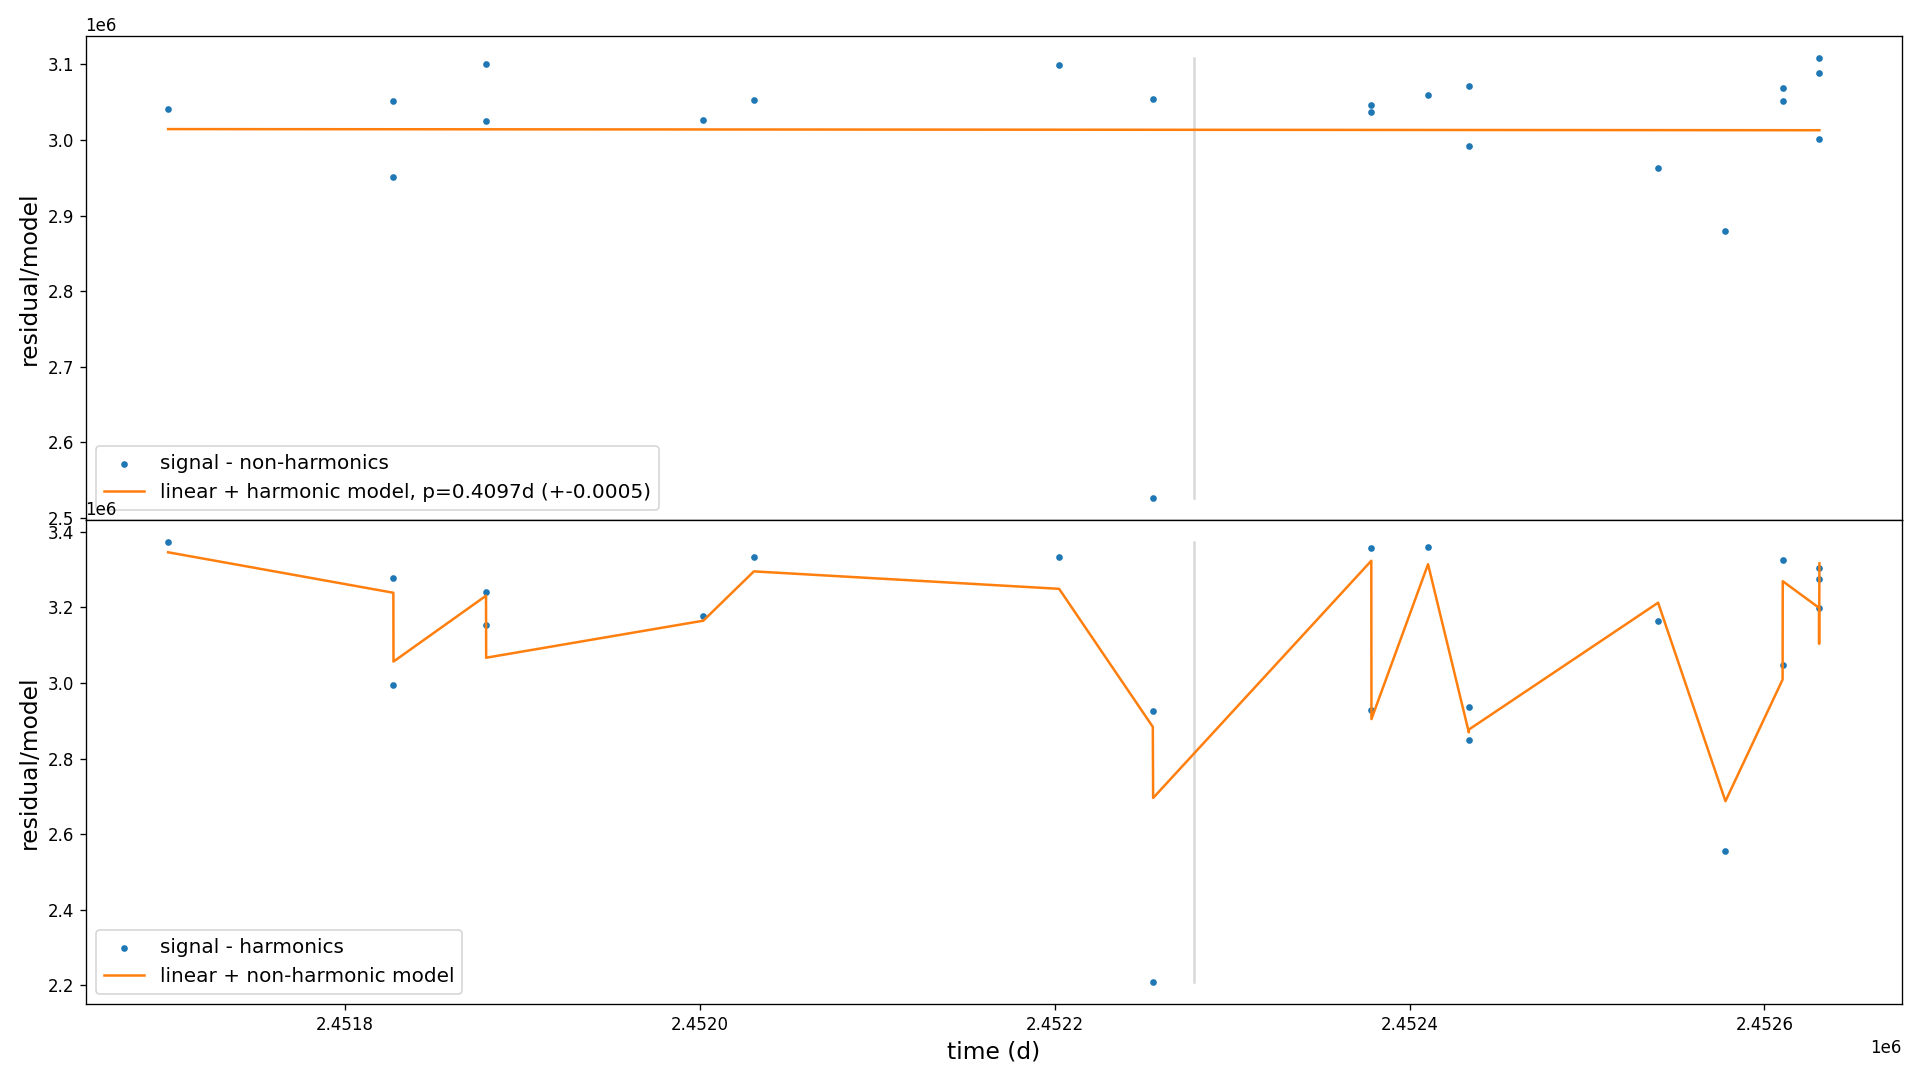 1e6
3.1
3.0
2.9
2.8
2.7
2.6
2.5
residual/model
signal - non-harmonics
linear + harmonic model, p=0.4097d (+-0.0005)
1e6
3.4
3.2
3.0
2.8
2.6
2.4
2.2
residual/model
signal - harmonics
linear + non-harmonic model
2.4518 2.4520 2.4522 2.4524 2.4526
time (d)
1e6